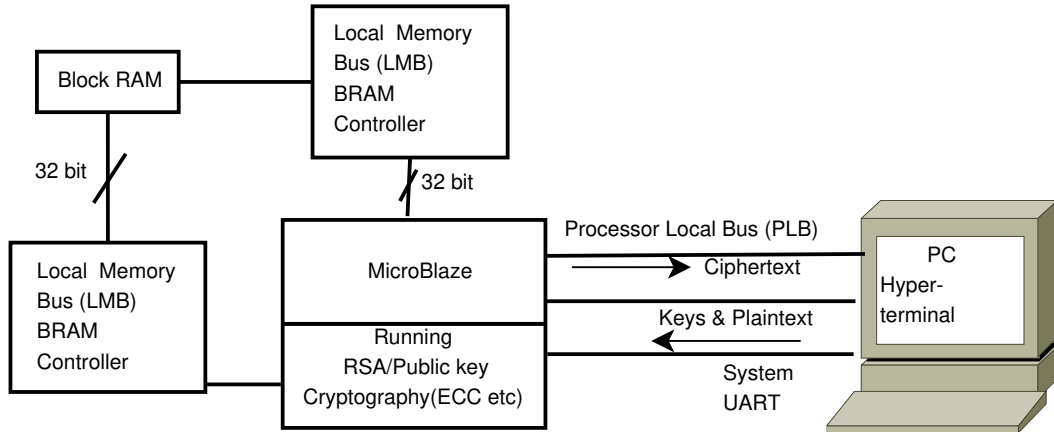 Block RAM
Local Memory
Bus (LMB)
BRAM
Controller
32 bit
32 bit
Local Memory
Bus (LMB)
BRAM
Controller
MicroBlaze
Running
RSA/Public key
Cryptography(ECC etc)
Processor Local Bus (PLB)
Ciphertext
Keys & Plaintext
System
UART
PC
Hyper-
terminal